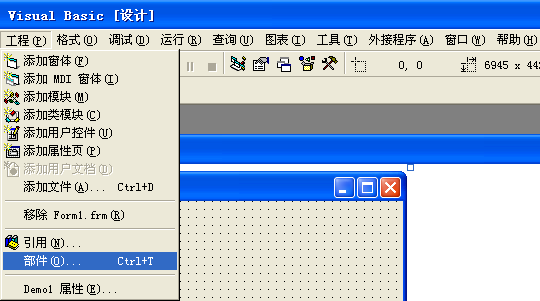 Visual Basic [设计]
工程(P) 格式(O) 调试(D) 运行(R) 查询(U) 图表(I) 工具(T) 外接程序(A) 窗口(W) 帮助(H)
添加窗体(F)
添加 MDI 窗体(I)
0, 0 6945 x
添加模块(M)
添加类模块(C)
添加用户控件(U)
添加属性页(P)
添加用户文档(D)
添加文件(A)... Ctrl+D
移除 Form1.frm(R)
引用(N)...
部件(O)... Ctrl+T
Demo1 属性(E)...